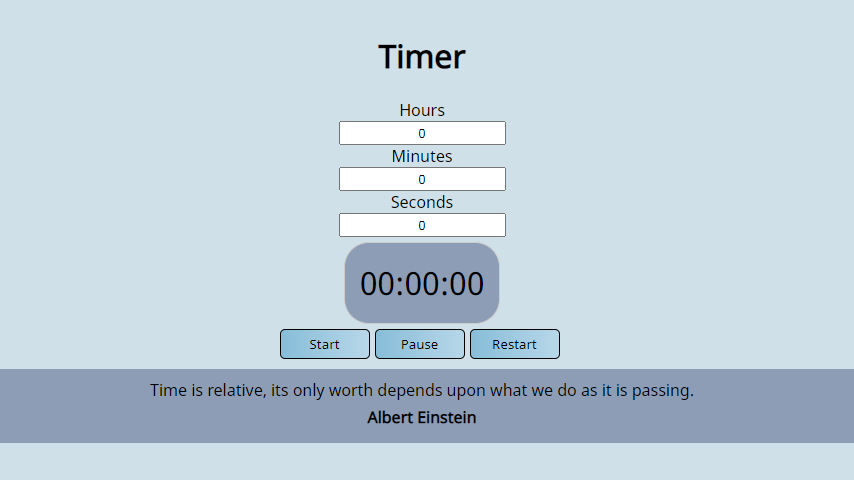 Timer
Hours
0
Minutes
0
Seconds
0
00:00:00
Start Pause Restart
Time is relative, its only worth depends upon what we do as it is passing.
Albert Einstein